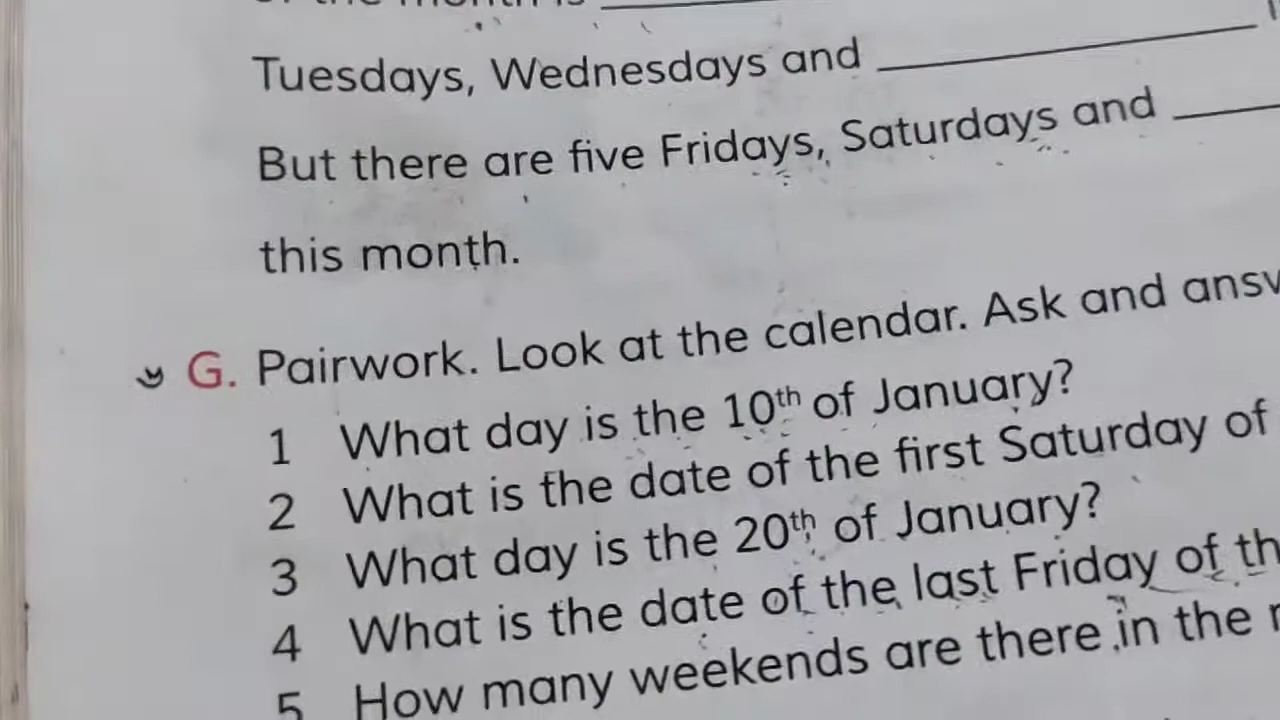 Tuesdays, Wednesdays and
But there are five Fridays, Saturdays and
this month.
G. Pairwork. Look at the calendar. Ask and
1 What day is the 10th of January?
2 What is the date of the first Saturday of
3 What day is the 20th of January?
4 What is the date of the last Friday of
5 How many weekends are there in the